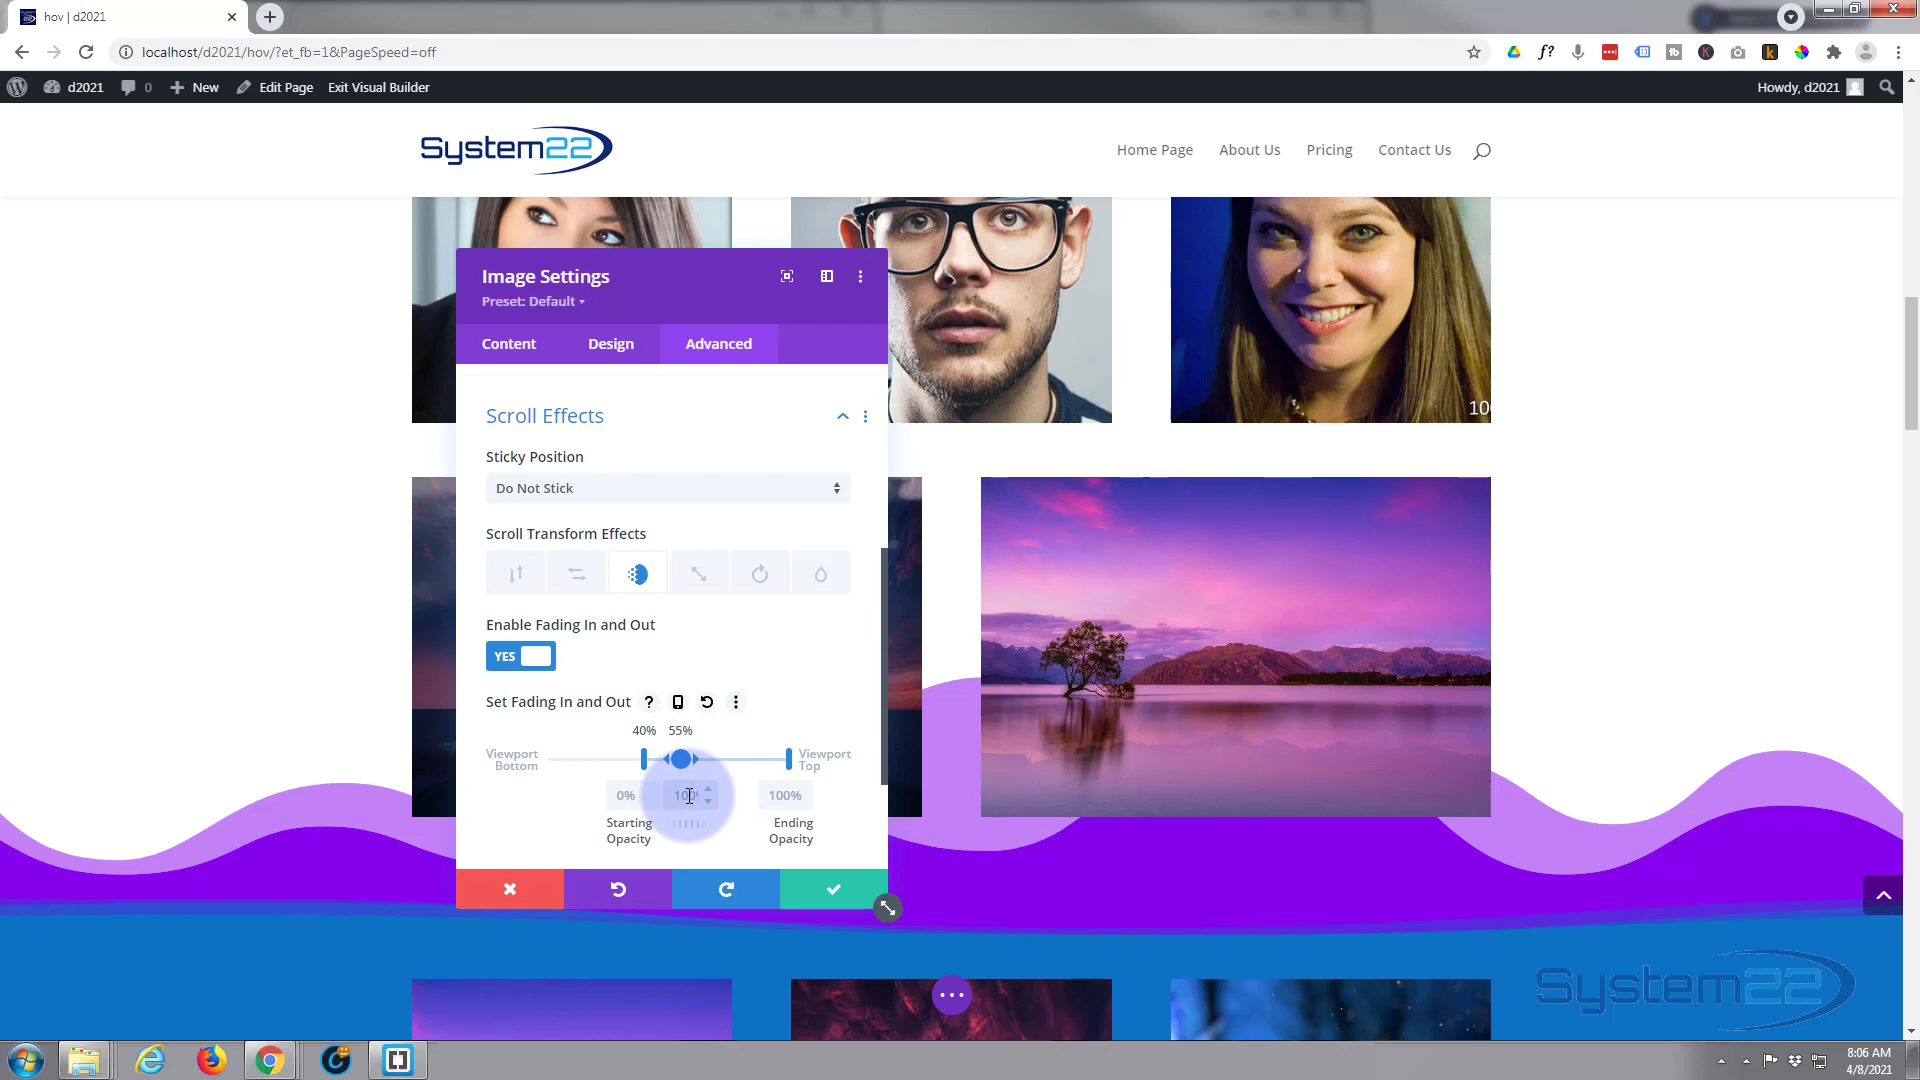 hov | d2021
localhost/d2021/hov/?et_fb=1&PageSpeed=off
d2021
0
New
Edit Page
Exit Visual Builder
Howdy, d2021
System22
Home Page
About Us
Pricing
Contact Us
Image Settings
Preset: Default
Content
Design
Advanced
10
Scroll Effects
Sticky Position
Do Not Stick
Scroll Transform Effects
Enable Fading In and Out
YES
Set Fading In and Out
40%
55%
Viewport
Bottom
Viewport
Top
0%
100%
Starting
Opacity
Ending
Opacity
System22
8:06 AM
4/8/2021